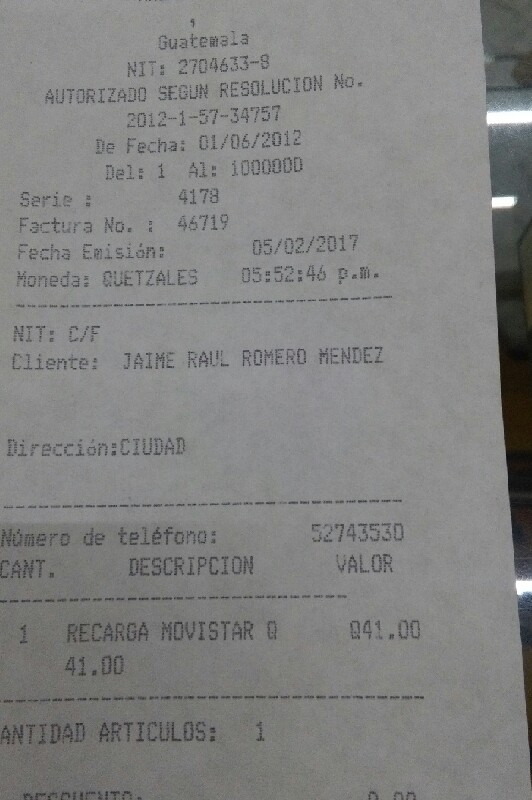 Guatemala
NIT: 2704633-8
AUTORIZADO SEGUN RESOLUCION No.
2012-1-57-34757
De Fecha: 01/06/2012
Del: 1 Al: 1000000
Serie : 4178
Factura No. : 46719
Fecha Emisión: 05/02/2017
Moneda: QUETZALES 05:52:46 p.m.
NIT: C/F
Cliente: JAIME RAUL ROMERO MENDEZ
Dirección:CIUDAD
Número de teléfono: 52743530
CANT. DESCRIPCION VALOR
1 RECARGA MOVISTAR Q Q41.00
41.00
ANTIDAD ARTICULOS: 1
DESCUENTO: 0.00